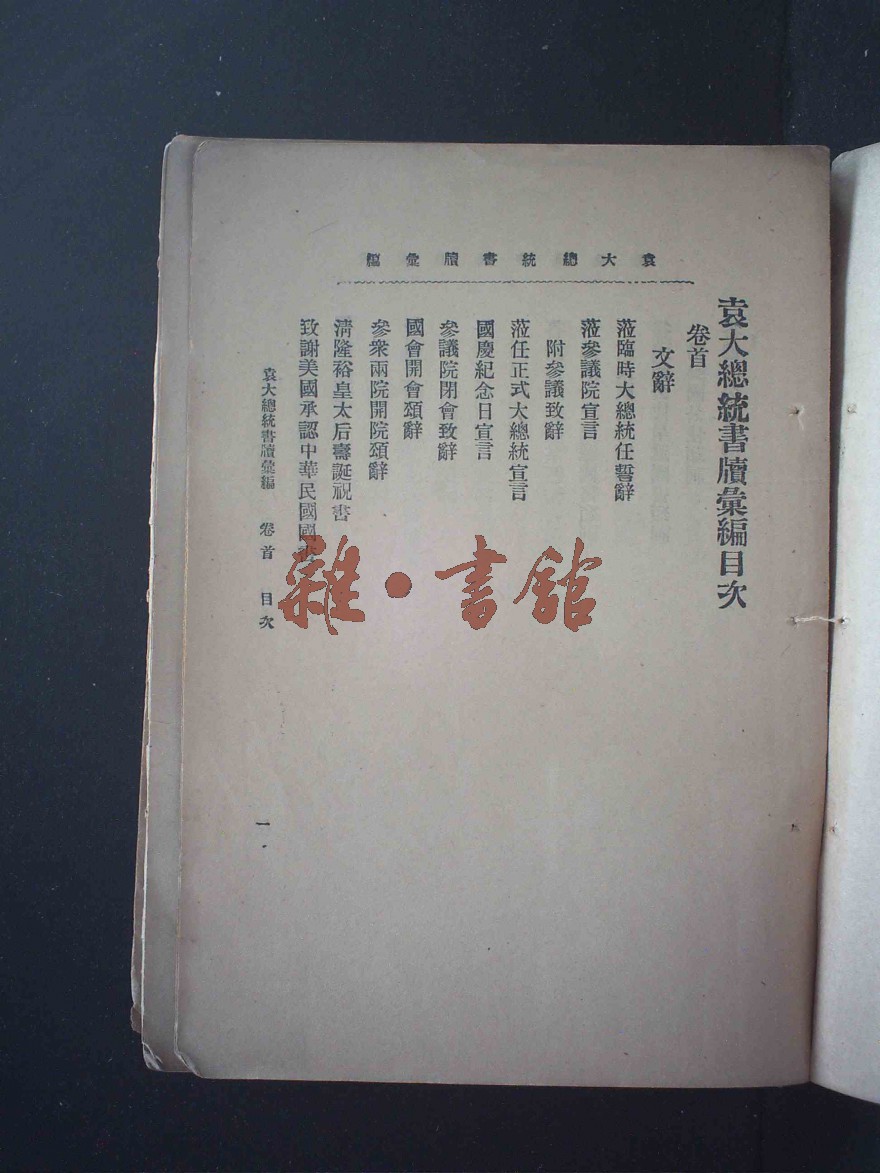 袁大總統書牘彙編
袁大總統書牘彙編目次
卷首
文辭
蒞臨時大總統任誓辭
蒞參議院宣言
附參議致辭
蒞任正式大總統宣言
國慶紀念日宣言
參議院閉會致辭
國會開會頌辭
參衆兩院開院頌辭
清隆裕皇太后壽誕祝書
致謝美國承認中華民國國
袁大總統書牘彙編 卷首 目次
一
雜·書館